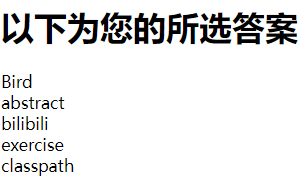 以下为您的所选答案
Bird
abstract
bilibili
exercise
classpath